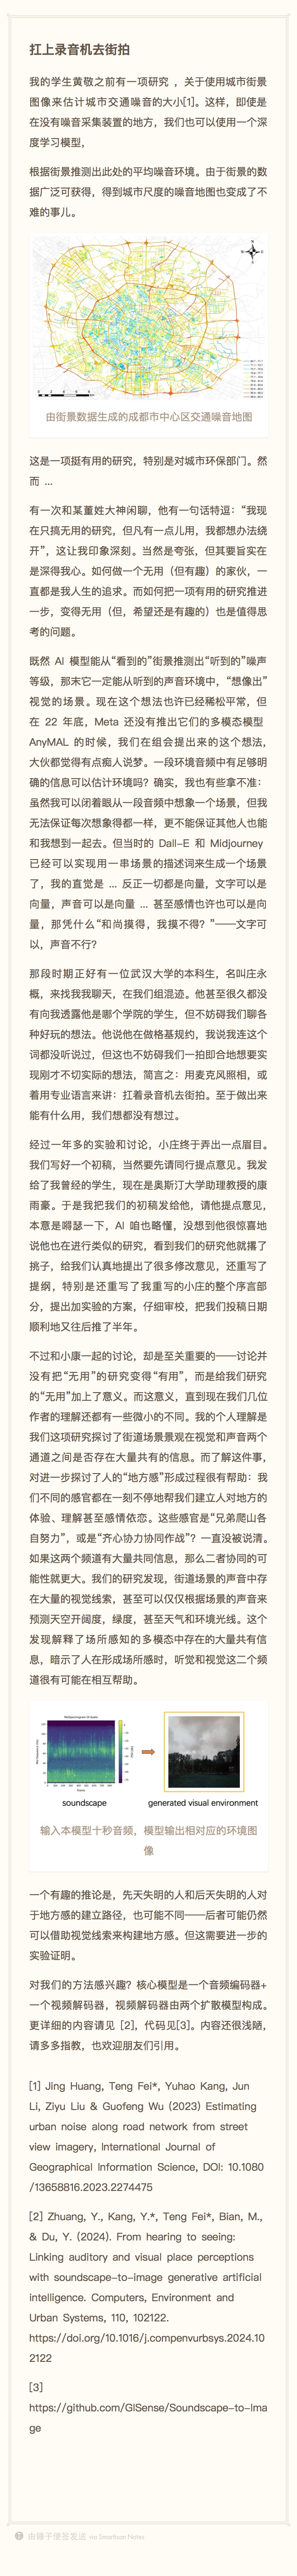 扛上录音机去街拍
我的学生黄敬之前有一项研究 ，关于使用城市街景
图像来估计城市交通噪音的大小[1]。这样，即使是
在没有噪音采集装置的地方，我们也可以使用一个深
度学习模型，
根据街景推测出此处的平均噪音环境。由于街景的数
据广泛可获得，得到城市尺度的噪音地图也变成了不
难的事儿。
N
由街景数据生成的成都市中心区交通噪音地图
这是一项挺有用的研究，特别是对城市环保部门。然
而 ...
有一次和某董姓大神闲聊，他有一句话特逗：“我现
在只搞无用的研究，但凡有一点儿用，我都想办法绕
开”，这让我印象深刻。当然是夸张，但其要旨实在
是深得我心。如何做一个无用（但有趣）的家伙，一
直都是我人生的追求。而如何把一项有用的研究推进
一步，变得无用（但，希望还是有趣的）也是值得思
考的问题。
既然 AI 模型能从“看到的”街景推测出“听到的”噪声
等级，那末它一定能从听到的声音环境中，“想像出”
视觉的场景。现在这个想法也许已经稀松平常，但
在 22 年底，Meta 还没有推出它们的多模态模型
AnyMAL 的时候，我们在组会提出来的这个想法，
大伙都觉得有点痴人说梦。一段环境音频中有足够明
确的信息可以估计环境吗？确实，我也有些拿不准：
虽然我可以闭着眼从一段音频中想象一个场景，但我
无法保证每次想象得都一样，更不能保证其他人也能
和我想到一起去。但当时的 Dall-E 和 Midjourney
已经可以实现用一串场景的描述词来生成一个场景
了，我的直觉是 ... 反正一切都是向量，文字可以是
向量，声音可以是向量 ... 甚至感情也许也可以是向
量，那凭什么“和尚摸得，我摸不得？”——文字可
以，声音不行？
那段时期正好有一位武汉大学的本科生，名叫庄永
概，来找我我聊天，在我们组混迹。他甚至很久都没
有向我透露他是哪个学院的学生，但不妨碍我们聊各
种好玩的想法。他说他在做格基规约，我说我连这个
词都没听说过，但这也不妨碍我们一拍即合地想要实
现刚才不切实际的想法，简言之：用麦克风照相，或
着用专业语言来讲：扛着录音机去街拍。至于做出来
能有什么用，我们想都没有想过。
经过一年多的实验和讨论，小庄终于弄出一点眉目。
我们写好一个初稿，当然要先请同行提点意见。我发
给了我曾经的学生，现在是奥斯汀大学助理教授的康
雨豪。于是我把我们的初稿发给他，请他提点意见，
本意是嘚瑟一下，AI 咱也略懂，没想到他很惊喜地
说他也在进行类似的研究，看到我们的研究他就撂了
挑子，给我们认真地提出了很多修改意见，还重写了
提纲，特别是还重写了我重写的小庄的整个序言部
分，提出加实验的方案，仔细审校，把我们投稿日期
顺利地又往后推了半年。
不过和小康一起的讨论，却是至关重要的——讨论并
没有把“无用”的研究变得“有用”，而是给我们研究
的“无用”加上了意义。而这意义，直到现在我们几位
作者的理解还都有一些微小的不同。我的个人理解是
我们这项研究探讨了街道场景景观在视觉和声音两个
通道之间是否存在大量共有的信息。而了解这件事，
对进一步探讨了人的“地方感”形成过程很有帮助：我
们不同的感官都在一刻不停地帮我们建立人对地方的
体验、理解甚至感情依恋。这些感官是“兄弟爬山各
自努力”，或是“齐心协力协同作战”？一直没被说清。
如果这两个频道有大量共同信息，那么二者协同的可
能性就更大。我们的研究发现，街道场景的声音中存
在大量的视觉线索，甚至可以仅仅根据场景的声音来
预测天空开阔度，绿度，甚至天气和环境光线。这个
发现解释了场所感知的多模态中存在的大量共有信
息，暗示了人在形成场所感时，听觉和视觉这二个频
道很有可能在相互帮助。
soundscape
generated visual environment
输入本模型十秒音频，模型输出相对应的环境图
像
一个有趣的推论是，先天失明的人和后天失明的人对
于地方感的建立路径，也可能不同——后者可能仍然
可以借助视觉线索来构建地方感。但这需要进一步的
实验证明。
对我们的方法感兴趣？核心模型是一个音频编码器+
一个视频解码器，视频解码器由两个扩散模型构成。
更详细的内容请见 [2]，代码见[3]。内容还很浅陋，
请多多指教，也欢迎朋友们引用。
[1] Jing Huang, Teng Fei*, Yuhao Kang, Jun
Li, Ziyu Liu & Guofeng Wu (2023) Estimating
urban noise along road network from street
view imagery, International Journal of
Geographical Information Science, DOI: 10.1080
/13658816.2023.2274475
[2] Zhuang, Y., Kang, Y.*, Teng Fei*, Bian, M.,
& Du, Y. (2024). From hearing to seeing:
Linking auditory and visual place perceptions
with soundscape-to-image generative artificial
intelligence. Computers, Environment and
Urban Systems, 110, 102122.
https://doi.org/10.1016/j.compenvurbsys.2024.10
2122
[3]
https://github.com/GISense/Soundscape-to-Ima
ge
由锤子便签发送 via Smartisan Notes